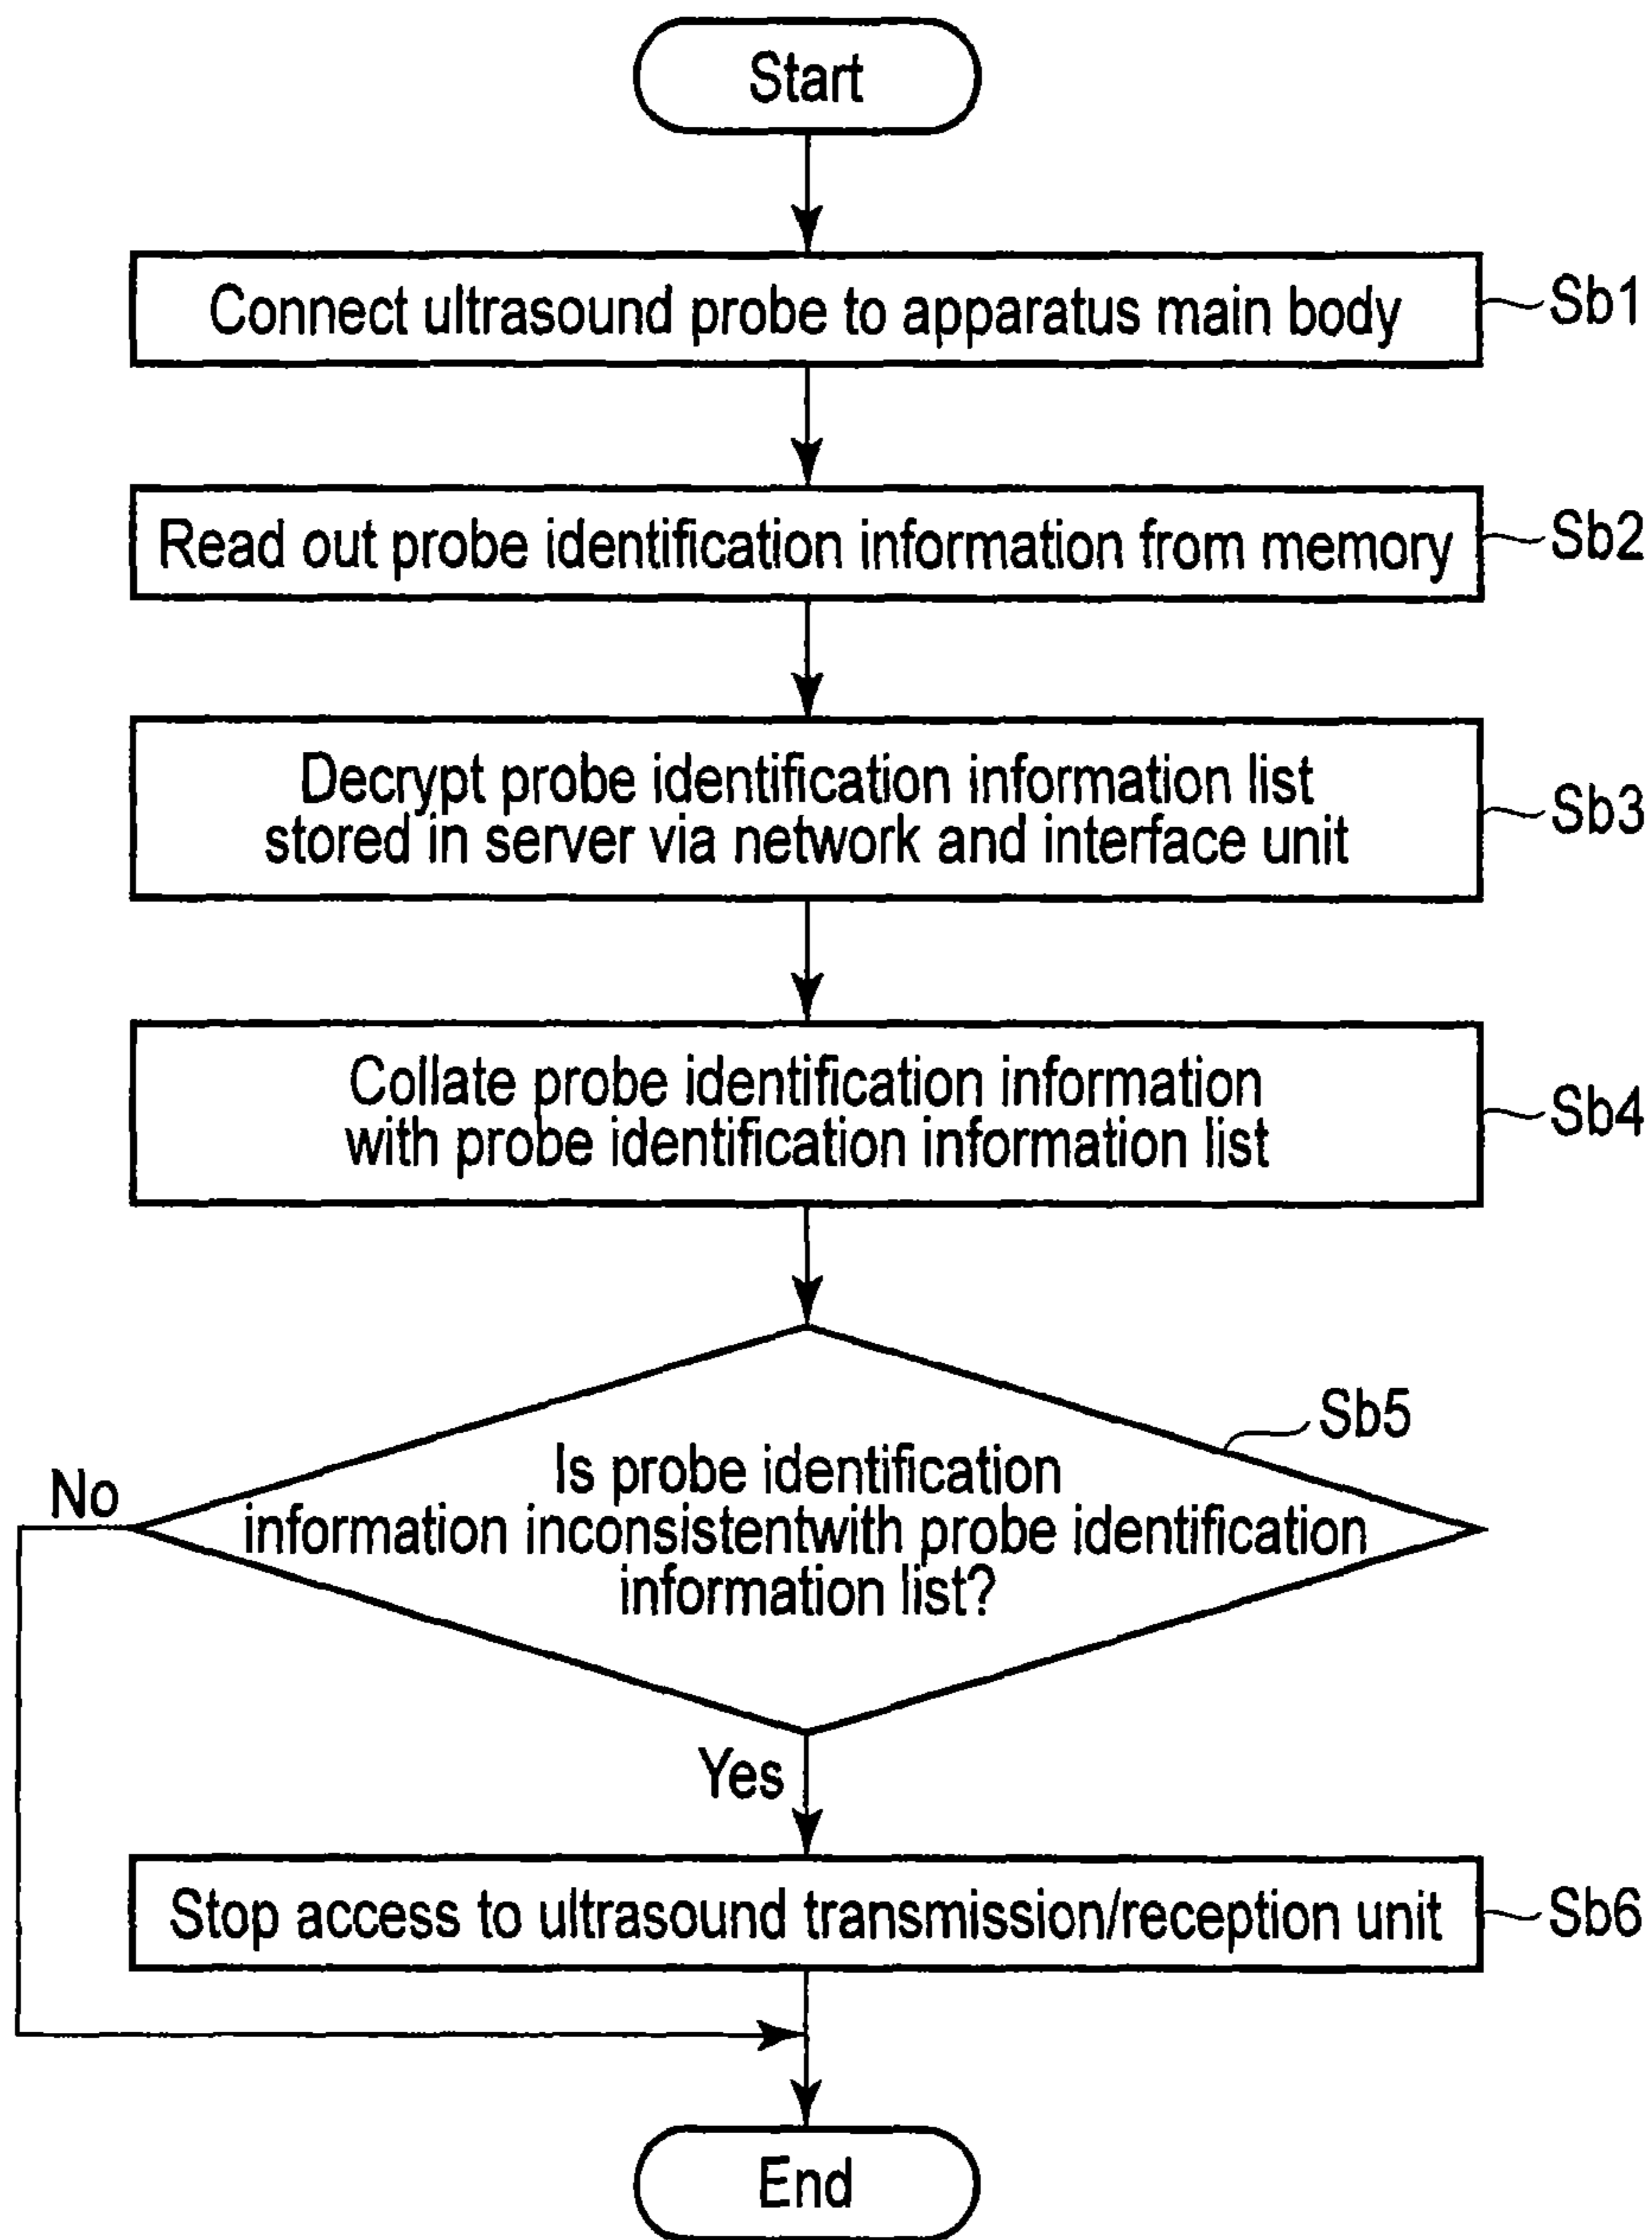 Start
Connect ultrasound probe to apparatus main body
Sb1
Read out probe identification information from memory
Sb2
Decrypt probe identification information list
stored in server via network and interface unit
Sb3
Collate probe identification information
with probe identification information list
Sb4
Sb5
Is probe identification
information inconsistentwith probe identification
information list?
No
Yes
Stop access to ultrasound transmission/reception unit
Sb6
End